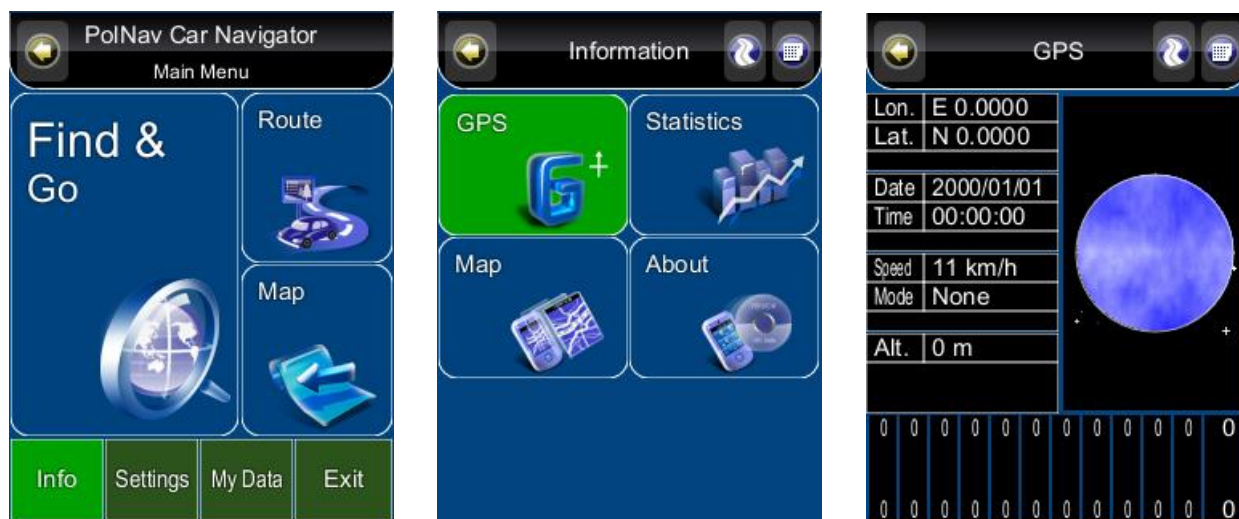 PolNav Car Navigator
Main Menu
Find &
Go
Route
Map
Info
Settings
My Data
Exit
Information
GPS
Statistics
Map
About
GPS
Lon. E 0.0000
Lat. N 0.0000
Date 2000/01/01
Time 00:00:00
Speed 11 km/h
Mode None
Alt. 0 m
0 0 0 0 0 0 0 0 0 0 0 0
0 0 0 0 0 0 0 0 0 0 0 0